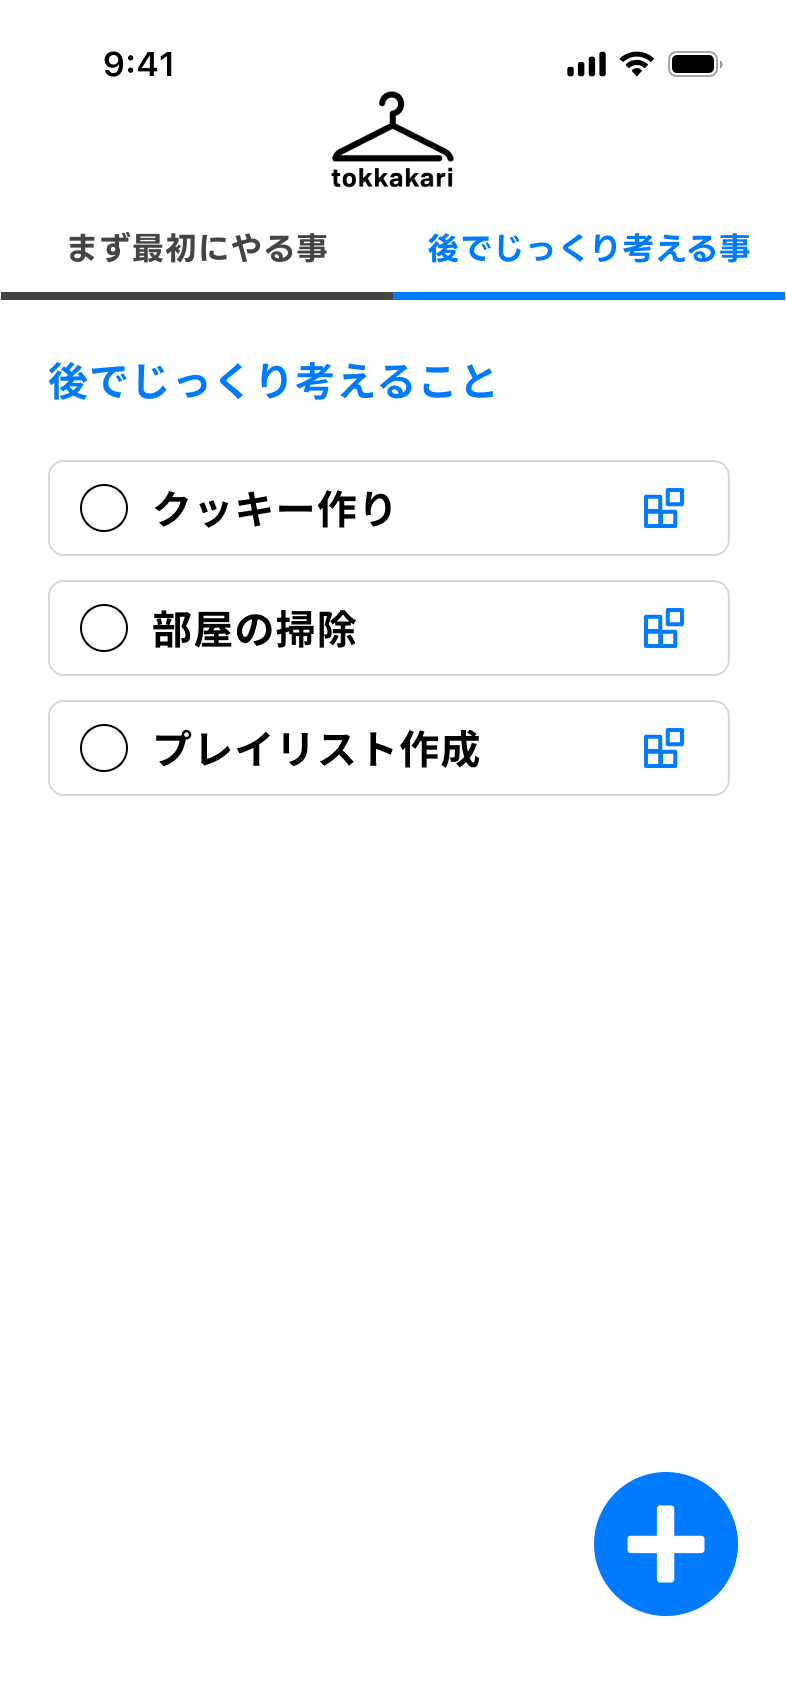 9:41
tokkakari
まず最初にやる事
後でじっくり考える事
後でじっくり考えること
クッキー作り
部屋の掃除
プレイリスト作成